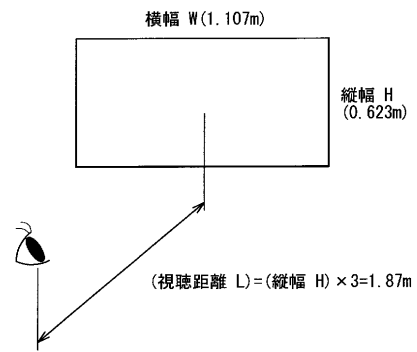 横幅 W(1.107m)
縦幅 H
(0.623m)
(視聴距離 L)=(縦幅 H)×3=1.87m